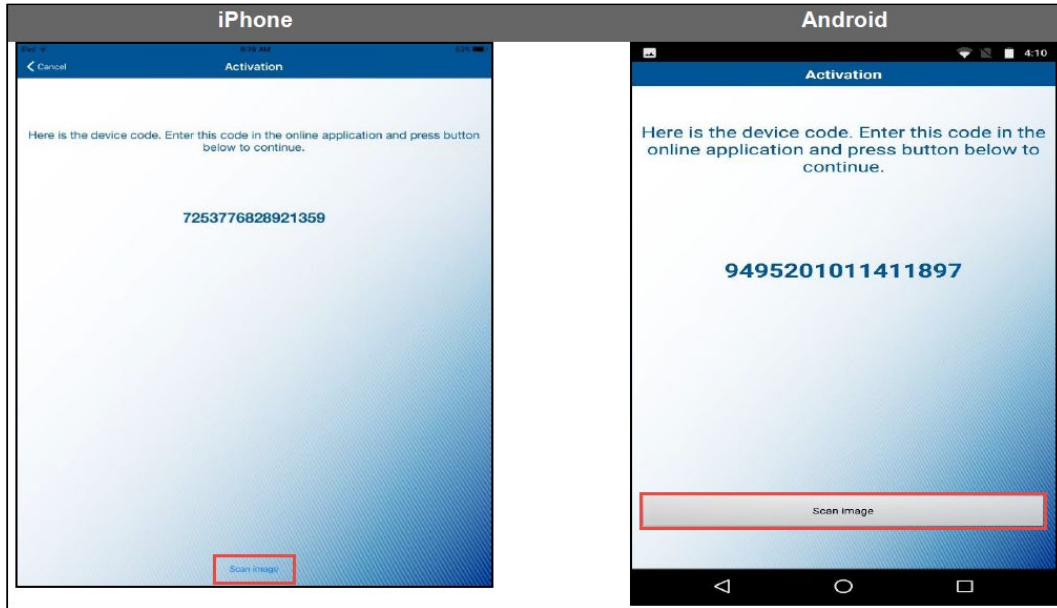 iPhone
Android
Cancel
Activation
Here is the device code. Enter this code in the online application and press button
below to continue.
7253776828921359
Scan image
4:10
Activation
Here is the device code. Enter this code in the
online application and press button below to
continue.
9495201011411897
Scan image